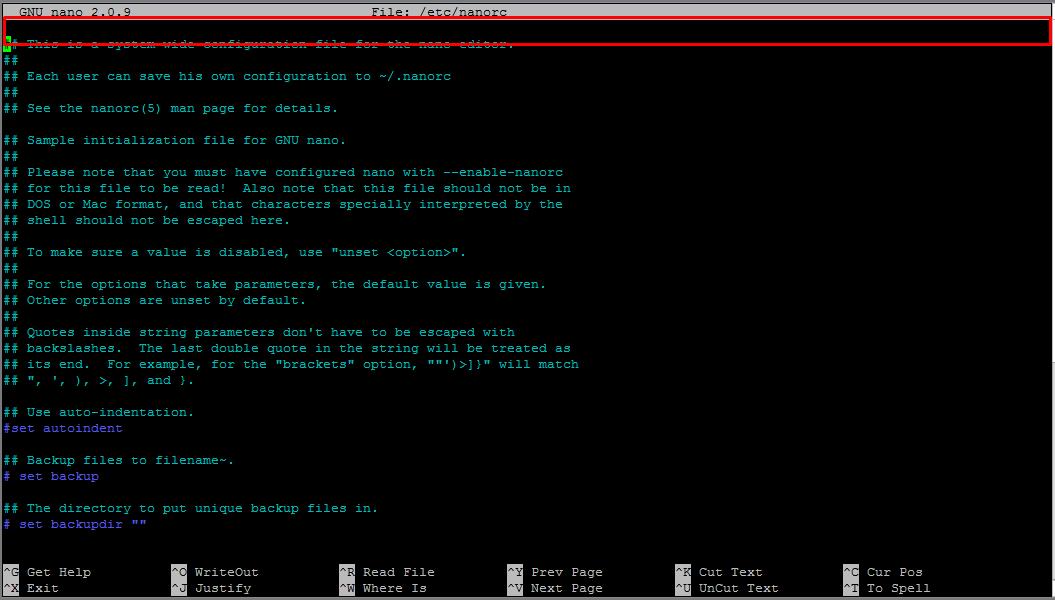 GNU nano 2.0.9 File: /etc/nanorc
## This is a system-wide configuration file for the nano editor.
##
## Each user can save his own configuration to ~/.nanorc
##
## See the nanorc(5) man page for details.
## Sample initialization file for GNU nano.
##
## Please note that you must have configured nano with --enable-nanorc
## for this file to be read!  Also note that this file should not be in
## DOS or Mac format, and that characters specially interpreted by the
## shell should not be escaped here.
##
## To make sure a value is disabled, use "unset <option>".
##
## For the options that take parameters, the default value is given.
## Other options are unset by default.
##
## Quotes inside string parameters don't have to be escaped with
## backslashes.  The last double quote in the string will be treated as
## its end.  For example, for the "brackets" option, ""')>]}" will match
## ", ', ), >, ], and }.
## Use auto-indentation.
#set autoindent
## Backup files to filename~.
# set backup
## The directory to put unique backup files in.
# set backupdir ""
^G Get Help ^O WriteOut ^R Read File ^Y Prev Page ^K Cut Text ^C Cur Pos
^X Exit ^J Justify ^W Where Is ^V Next Page ^U UnCut Text ^T To Spell